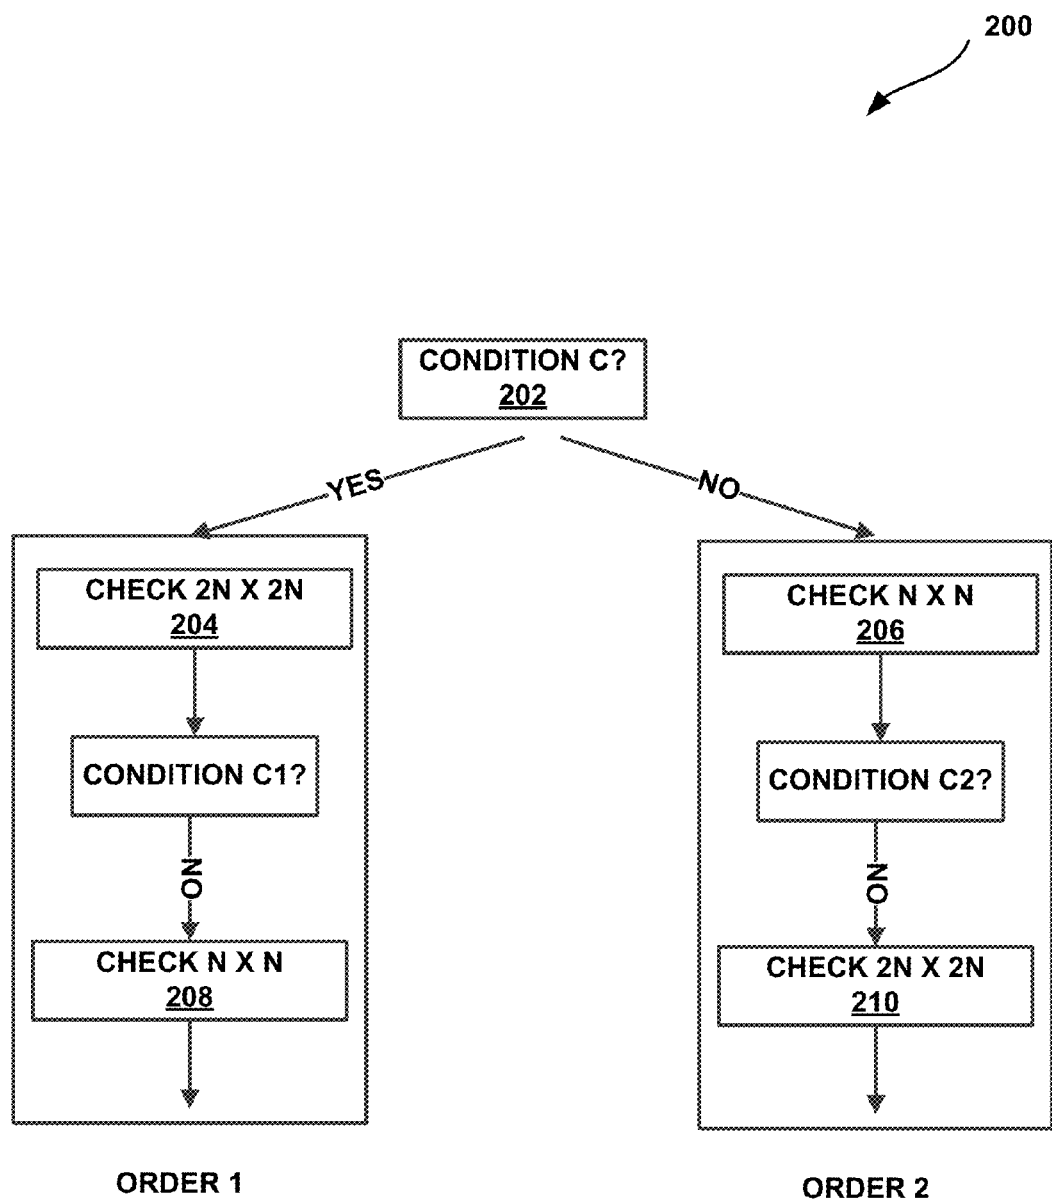 200
CONDITION C?
202
YES
NO
CHECK 2N X 2N
204
CONDITION C1?
NO
CHECK N X N
208
ORDER 1
CHECK N X N
206
CONDITION C2?
NO
CHECK 2N X 2N
210
ORDER 2